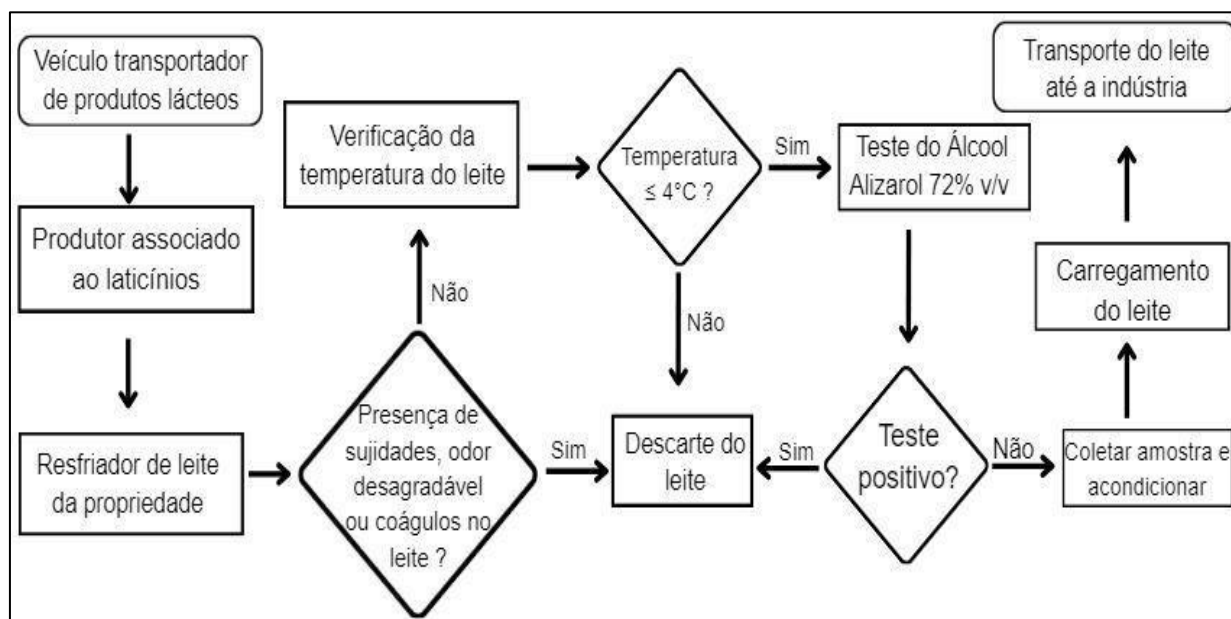 Veículo transportador
de produtos lácteos
Produtor associado
ao laticínios
Resfriador de leite
da propriedade
Presença de
sujidades, odor
desagradável
ou coágulos no
leite ?
Não
Sim
Verificação da
temperatura do leite
Temperatura
≤ 4°C ?
Sim
Não
Descarte do
leite
Teste do Álcool
Alizarol 72% v/v
Teste
positivo?
Sim
Não
Coletar amostra e
acondicionar
Carregamento
do leite
Transporte do leite
até a indústria